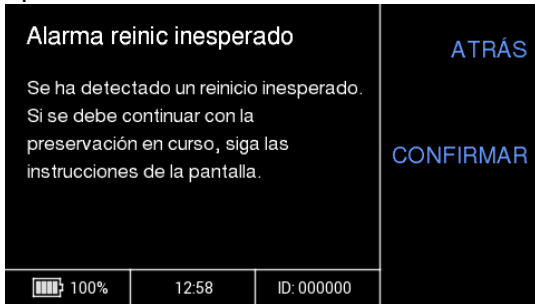 Alarma reinic inesperado
ATRÁS
Se ha detectado un reinicio inesperado.
Si se debe continuar con la
preservación en curso, siga las
instrucciones de la pantalla.
CONFIRMAR
100%
12:58
ID: 000000